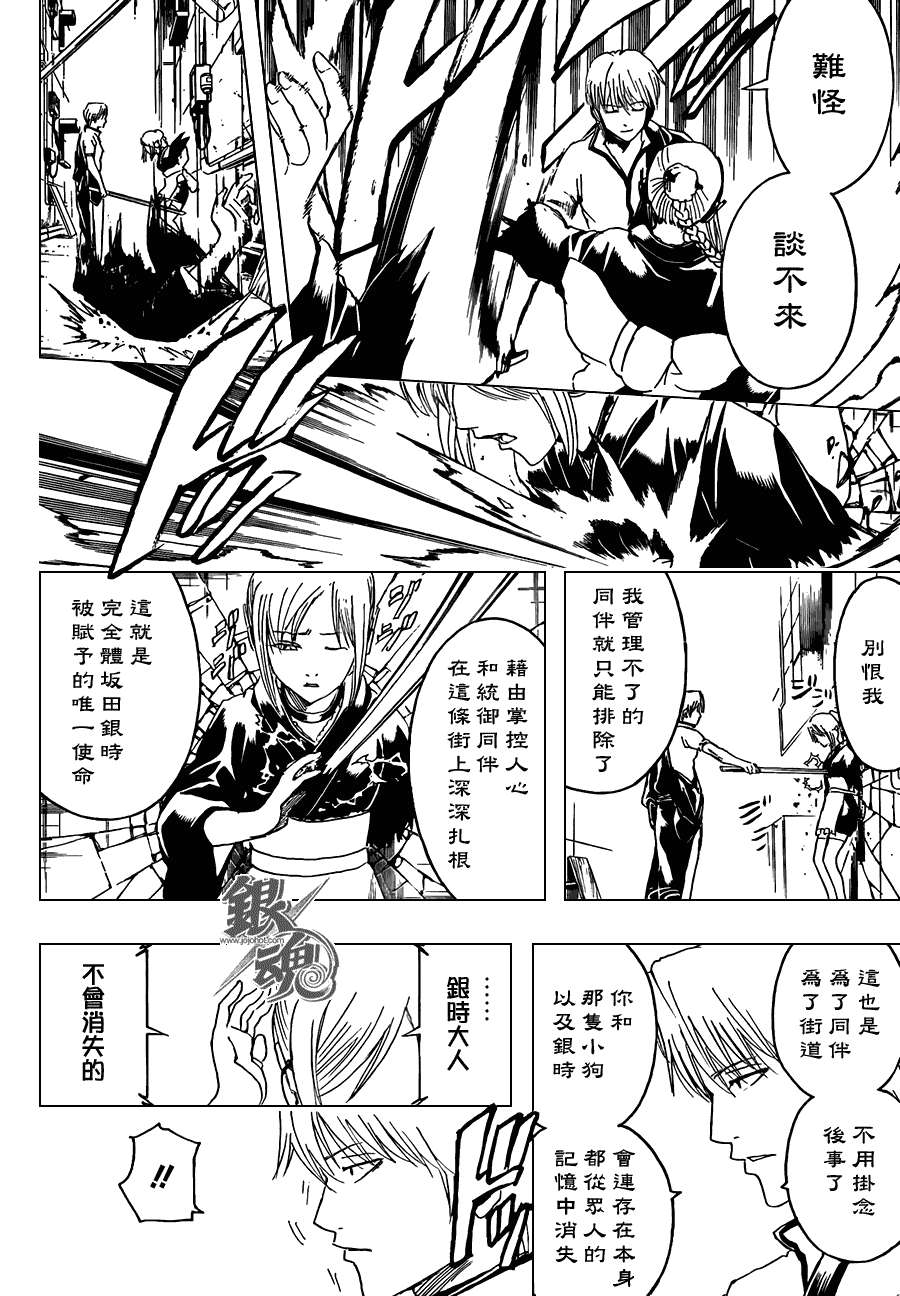 難怪
談不來
別恨我
我管理不了的
同伴就只能排除了
藉由掌控人心
和統御同伴
在這條街上深深扎根
這就是
完全體坂田銀時
被賦予的唯一使命
這也是
爲了同伴
爲了街道
不用掛念
後事了
你和
那隻小狗
以及銀時
會連存在本身
都從眾人的
記憶中消失
……
銀時大人
不會消失的
!!
銀魂
www.jojohot.com